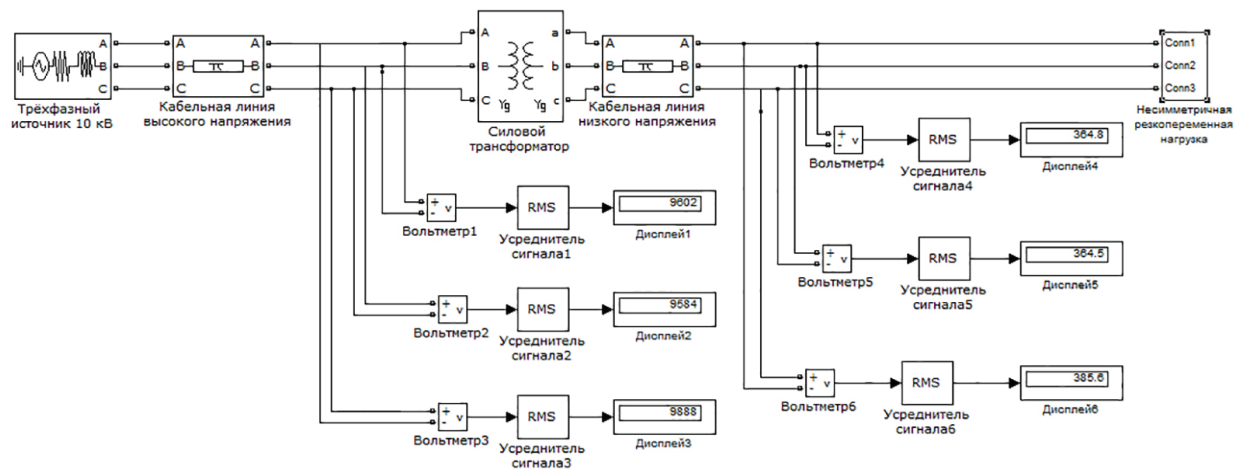 A
B
C
Трёхфазный
источник 10 кВ
A
B
C
A
B
C
Кабельная линия
высокого напряжения
A
B
C
a
b
c
Yg
Yg
Силовой
трансформатор
A
B
C
A
B
C
Кабельная линия
низкого напряжения
Conn1
Conn2
Conn3
Несимметричная
резкопеременная
нагрузка
+
-
v
Вольтметр4
RMS
Усреднитель
сигнала4
364.8
Дисплей4
+
-
v
Вольтметр1
RMS
Усреднитель
сигнала1
9602
Дисплей1
+
-
v
Вольтметр5
RMS
Усреднитель
сигнала5
364.5
Дисплей5
+
-
v
Вольтметр2
RMS
Усреднитель
сигнала2
9584
Дисплей2
+
-
v
Вольтметр6
RMS
Усреднитель
сигнала6
385.6
Дисплей6
+
-
v
Вольтметр3
RMS
Усреднитель
сигнала3
9888
Дисплей3